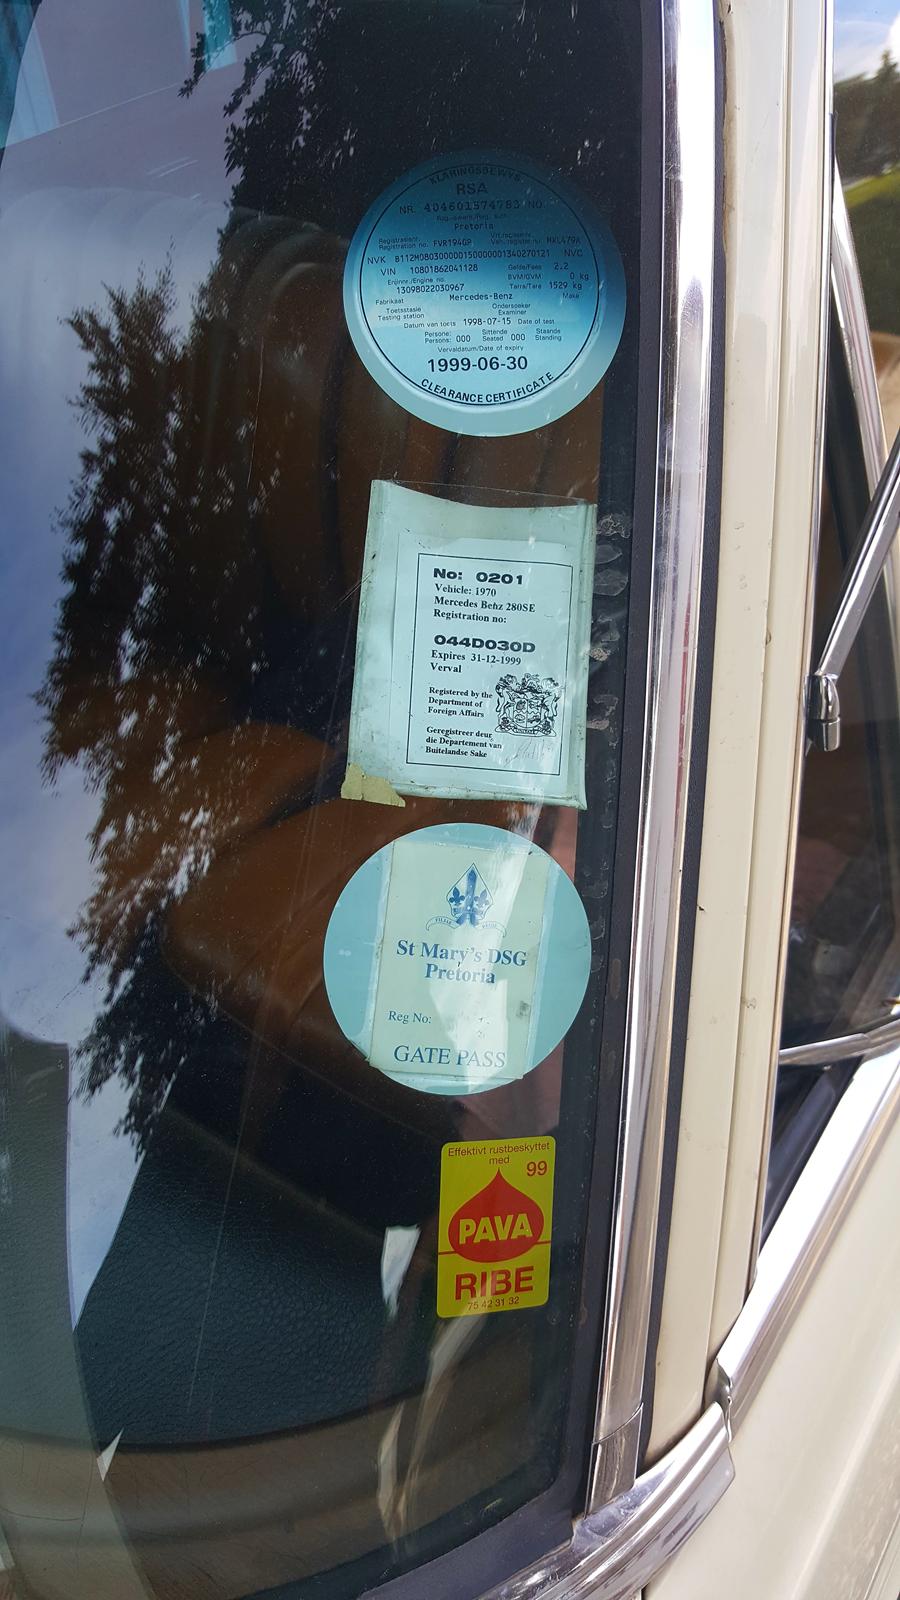 KLARINGSBEWYS
RSA
NR. 404601574783 NO.
Pretoria
Registrasienr.
Registration no. FVR194GP
Veh. register nr. MKL479A
NVK B112M0803000001500000001340270121 NVC
VIN 10801862041128
Gelde/Fees 2.2
BVM/GVM: 0 kg
Enjinnr./Engine no.
13098022030967
Tarra/Tare 1529 kg
Fabrikaat Mercedes-Benz Make
Toetsstasie
Testing station
Ondersoeker
Examiner
Datum van toets 1998-07-15 Date of test
Persone:
Persons: 000
Sittende
Seated 000
Staande
Standing
Vervaldatum/Date of expiry
1999-06-30
CLEARANCE CERTIFICATE
No: 0201
Vehicle: 1970
Mercedes Benz 280SE
Registration no:
044D030D
Expires 31-12-1999
Verval
Registered by the
Department of
Foreign Affairs
Geregistreer deur
die Departement van
Buitelandse Sake
St Mary's DSG
Pretoria
Reg No:
GATE PASS
Effektivt rustbeskyttet
med
99
PAVA
RIBE
75 42 31 32